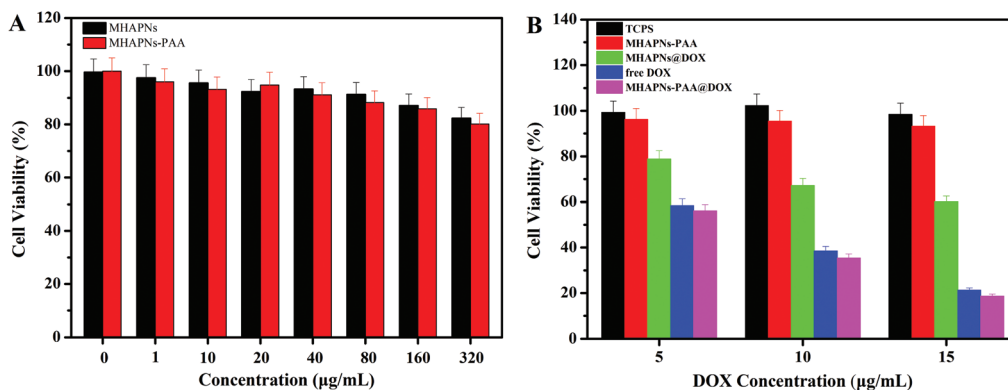 A
MHAPNs
MHAPNs-PAA
Cell Viability (%)
120
100
80
60
40
20
0
0 1 10 20 40 80 160 320
Concentration (µg/mL)
B
TCPS
MHAPNs-PAA
MHAPNs@DOX
free DOX
MHAPNs-PAA@DOX
Cell Viability (%)
140
120
100
80
60
40
20
0
5 10 15
DOX Concentration (µg/mL)